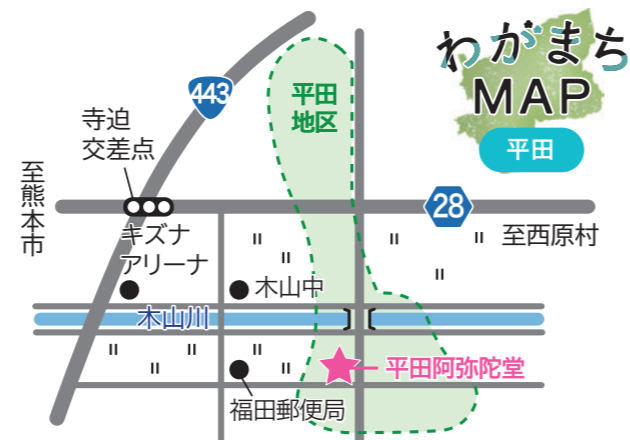 わがまち
MAP
平田
443
平田
地区
寺迫
交差点
至熊本市
28
至西原村
キズナ
アリーナ
木山中
木山川
平田阿弥陀堂
福田郵便局